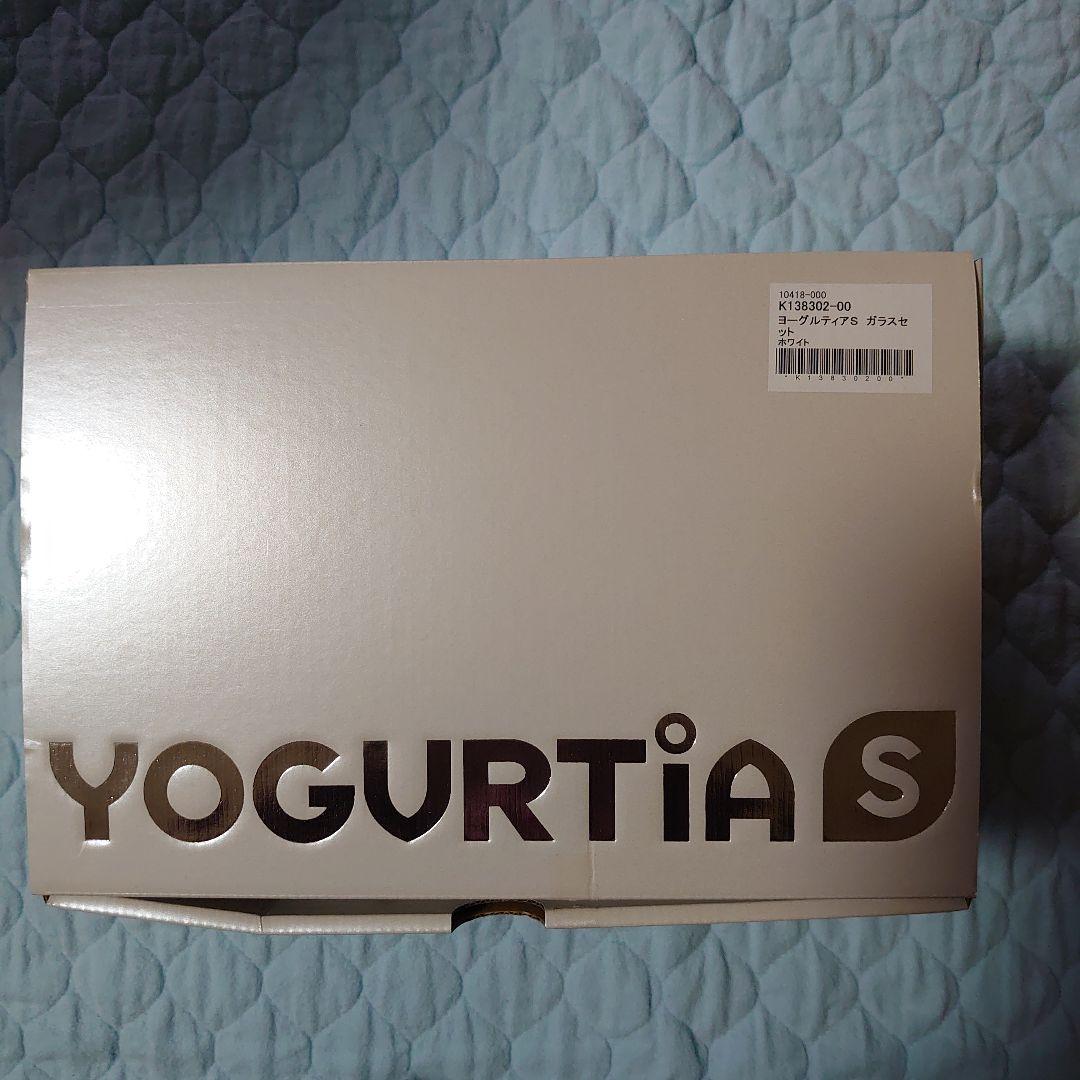 10418-000
K138302-00
ヨーグルティアS ガラスセ
ット
ホワイト
*K13830200*
YOGURTiA S